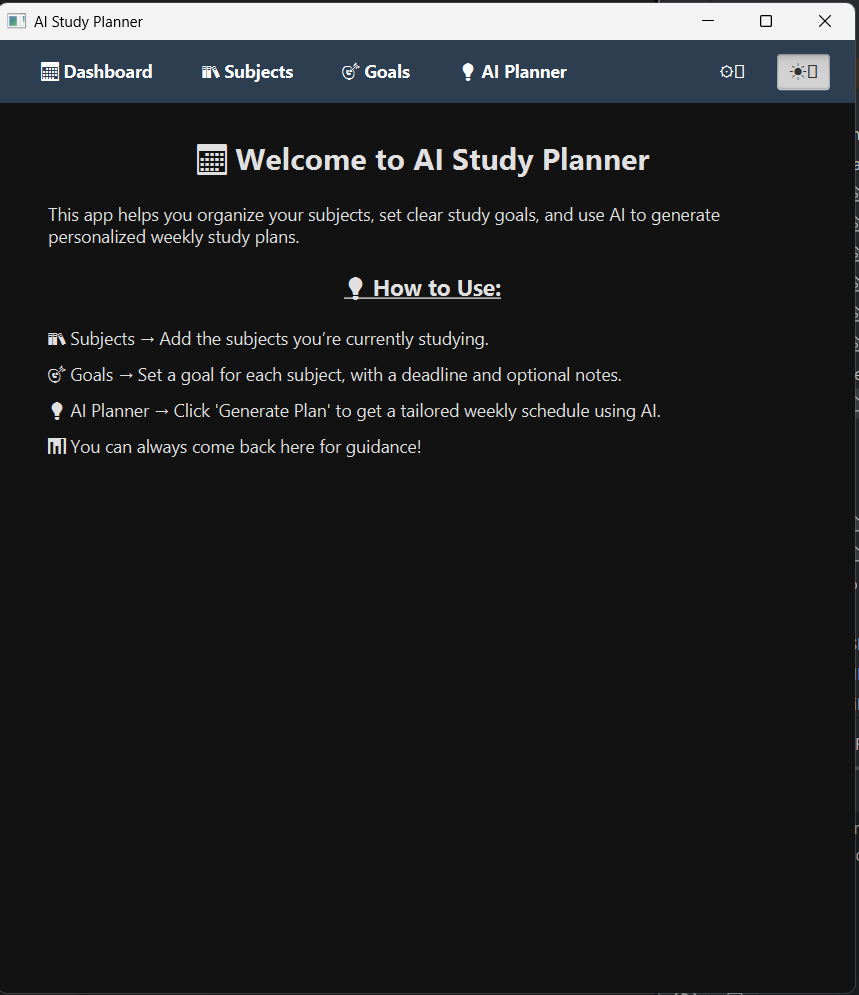 AI Study Planner
Dashboard Subjects Goals AI Planner
Welcome to AI Study Planner
This app helps you organize your subjects, set clear study goals, and use AI to generate
personalized weekly study plans.
How to Use:
Subjects → Add the subjects you’re currently studying.
Goals → Set a goal for each subject, with a deadline and optional notes.
AI Planner → Click 'Generate Plan' to get a tailored weekly schedule using AI.
You can always come back here for guidance!